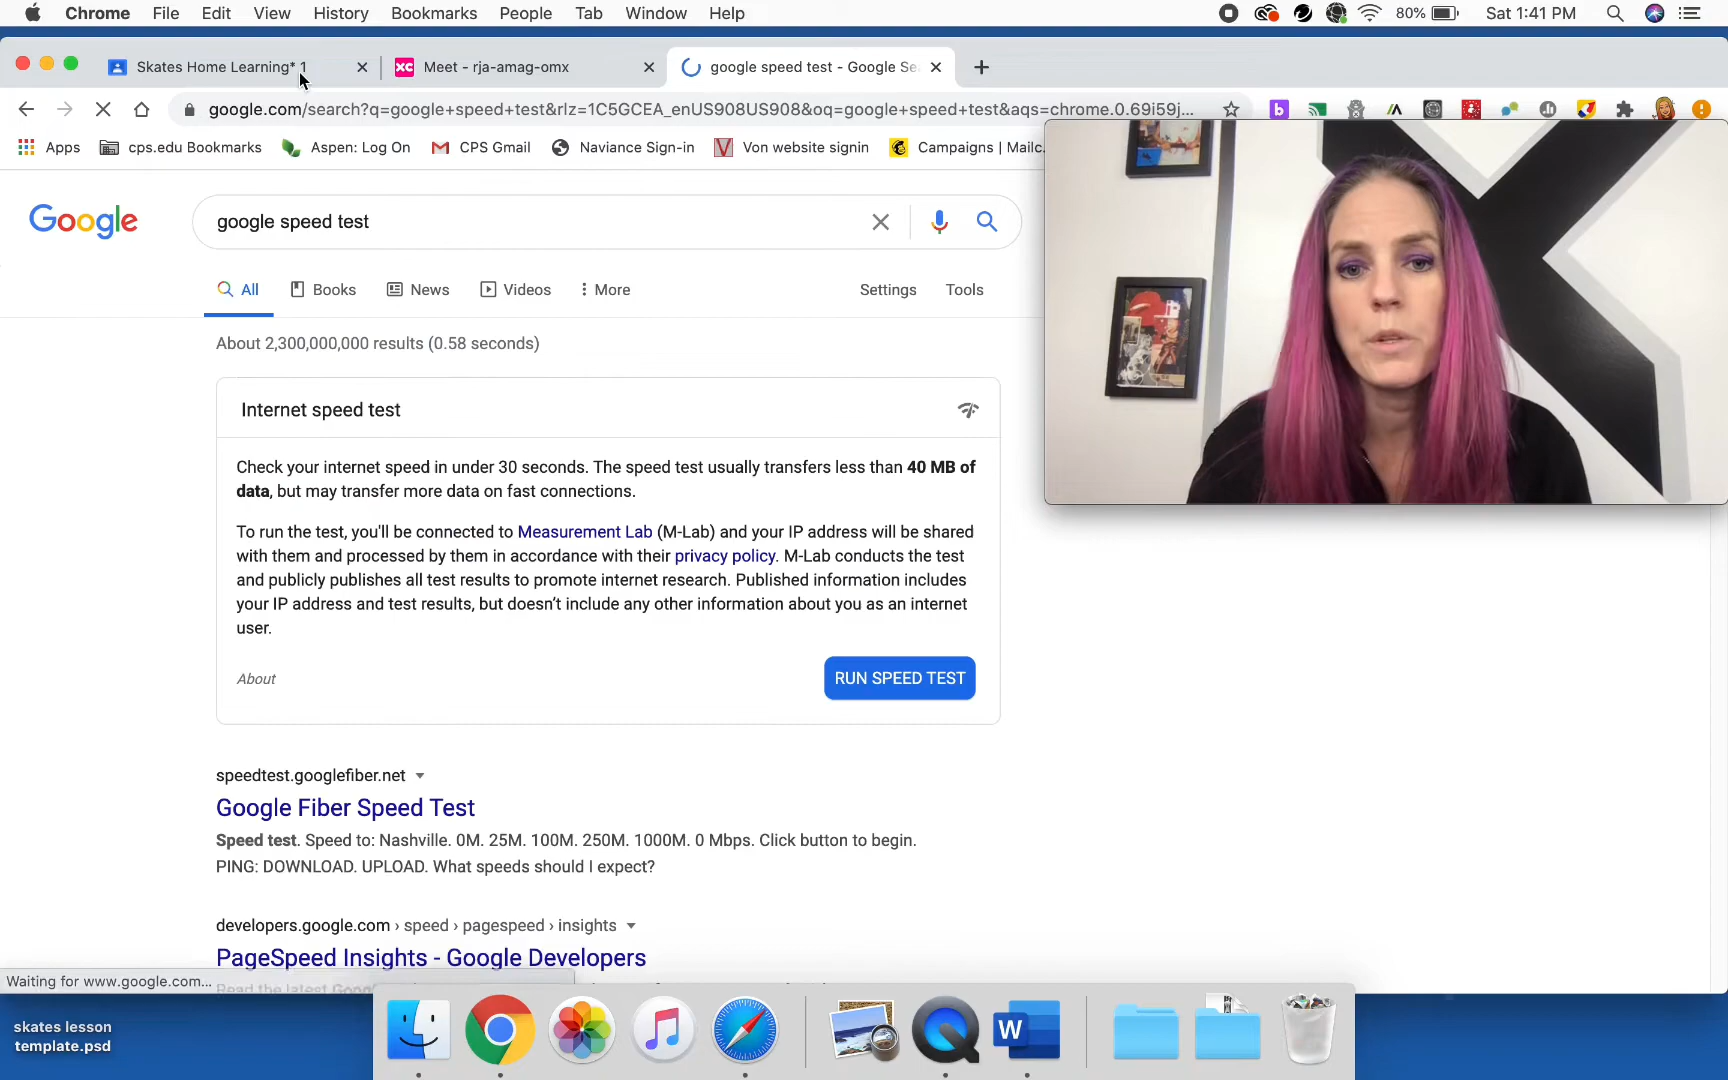 Chrome File Edit View History Bookmarks People Tab Window Help 80% Sat 1:41 PM
Skates Home Learning* 1 Meet - rja-amag-omx google speed test - Google Se
google.com/search?q=google+speed+test&rlz=1C5GCEA_enUS908US908&oq=google+speed+test&aqs=chrome.0.69i59j...
Apps cps.edu Bookmarks Aspen: Log On CPS Gmail Naviance Sign-in Von website signin Campaigns | Mailc
Google google speed test
All Books News Videos More Settings Tools
About 2,300,000,000 results (0.58 seconds)
Internet speed test
Check your internet speed in under 30 seconds. The speed test usually transfers less than 40 MB of
data, but may transfer more data on fast connections.
To run the test, you'll be connected to Measurement Lab (M-Lab) and your IP address will be shared
with them and processed by them in accordance with their privacy policy. M-Lab conducts the test
and publicly publishes all test results to promote internet research. Published information includes
your IP address and test results, but doesn't include any other information about you as an internet
user.
About RUN SPEED TEST
speedtest.googlefiber.net
Google Fiber Speed Test
Speed test. Speed to: Nashville. 0M. 25M. 100M. 250M. 1000M. 0 Mbps. Click button to begin.
PING: DOWNLOAD. UPLOAD. What speeds should I expect?
developers.google.com › speed › pagespeed › insights
PageSpeed Insights - Google Developers
Waiting for www.google.com... Read the latest
skates lesson
template.psd
W